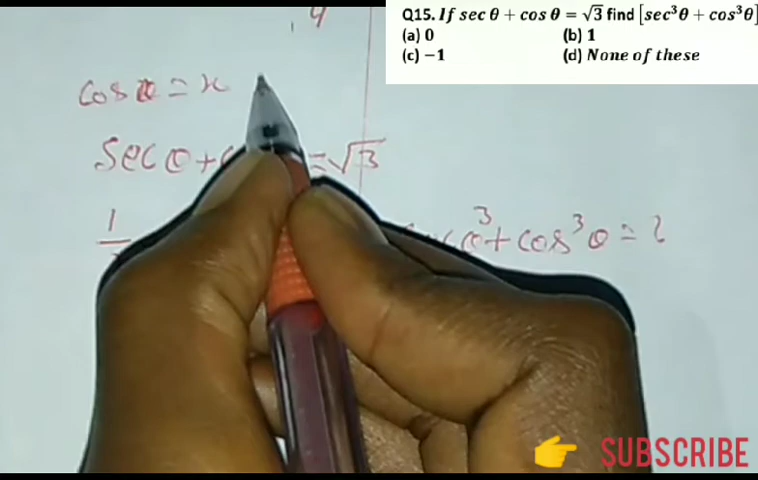 Q15. If sec θ + cos θ = √3 find [sec³θ + cos³θ]
(a) 0 (b) 1
(c) −1 (d) None of these
cos θ = x
sec θ + = √3
1
θ + cos³θ = ?
👉 SUBSCRIBE